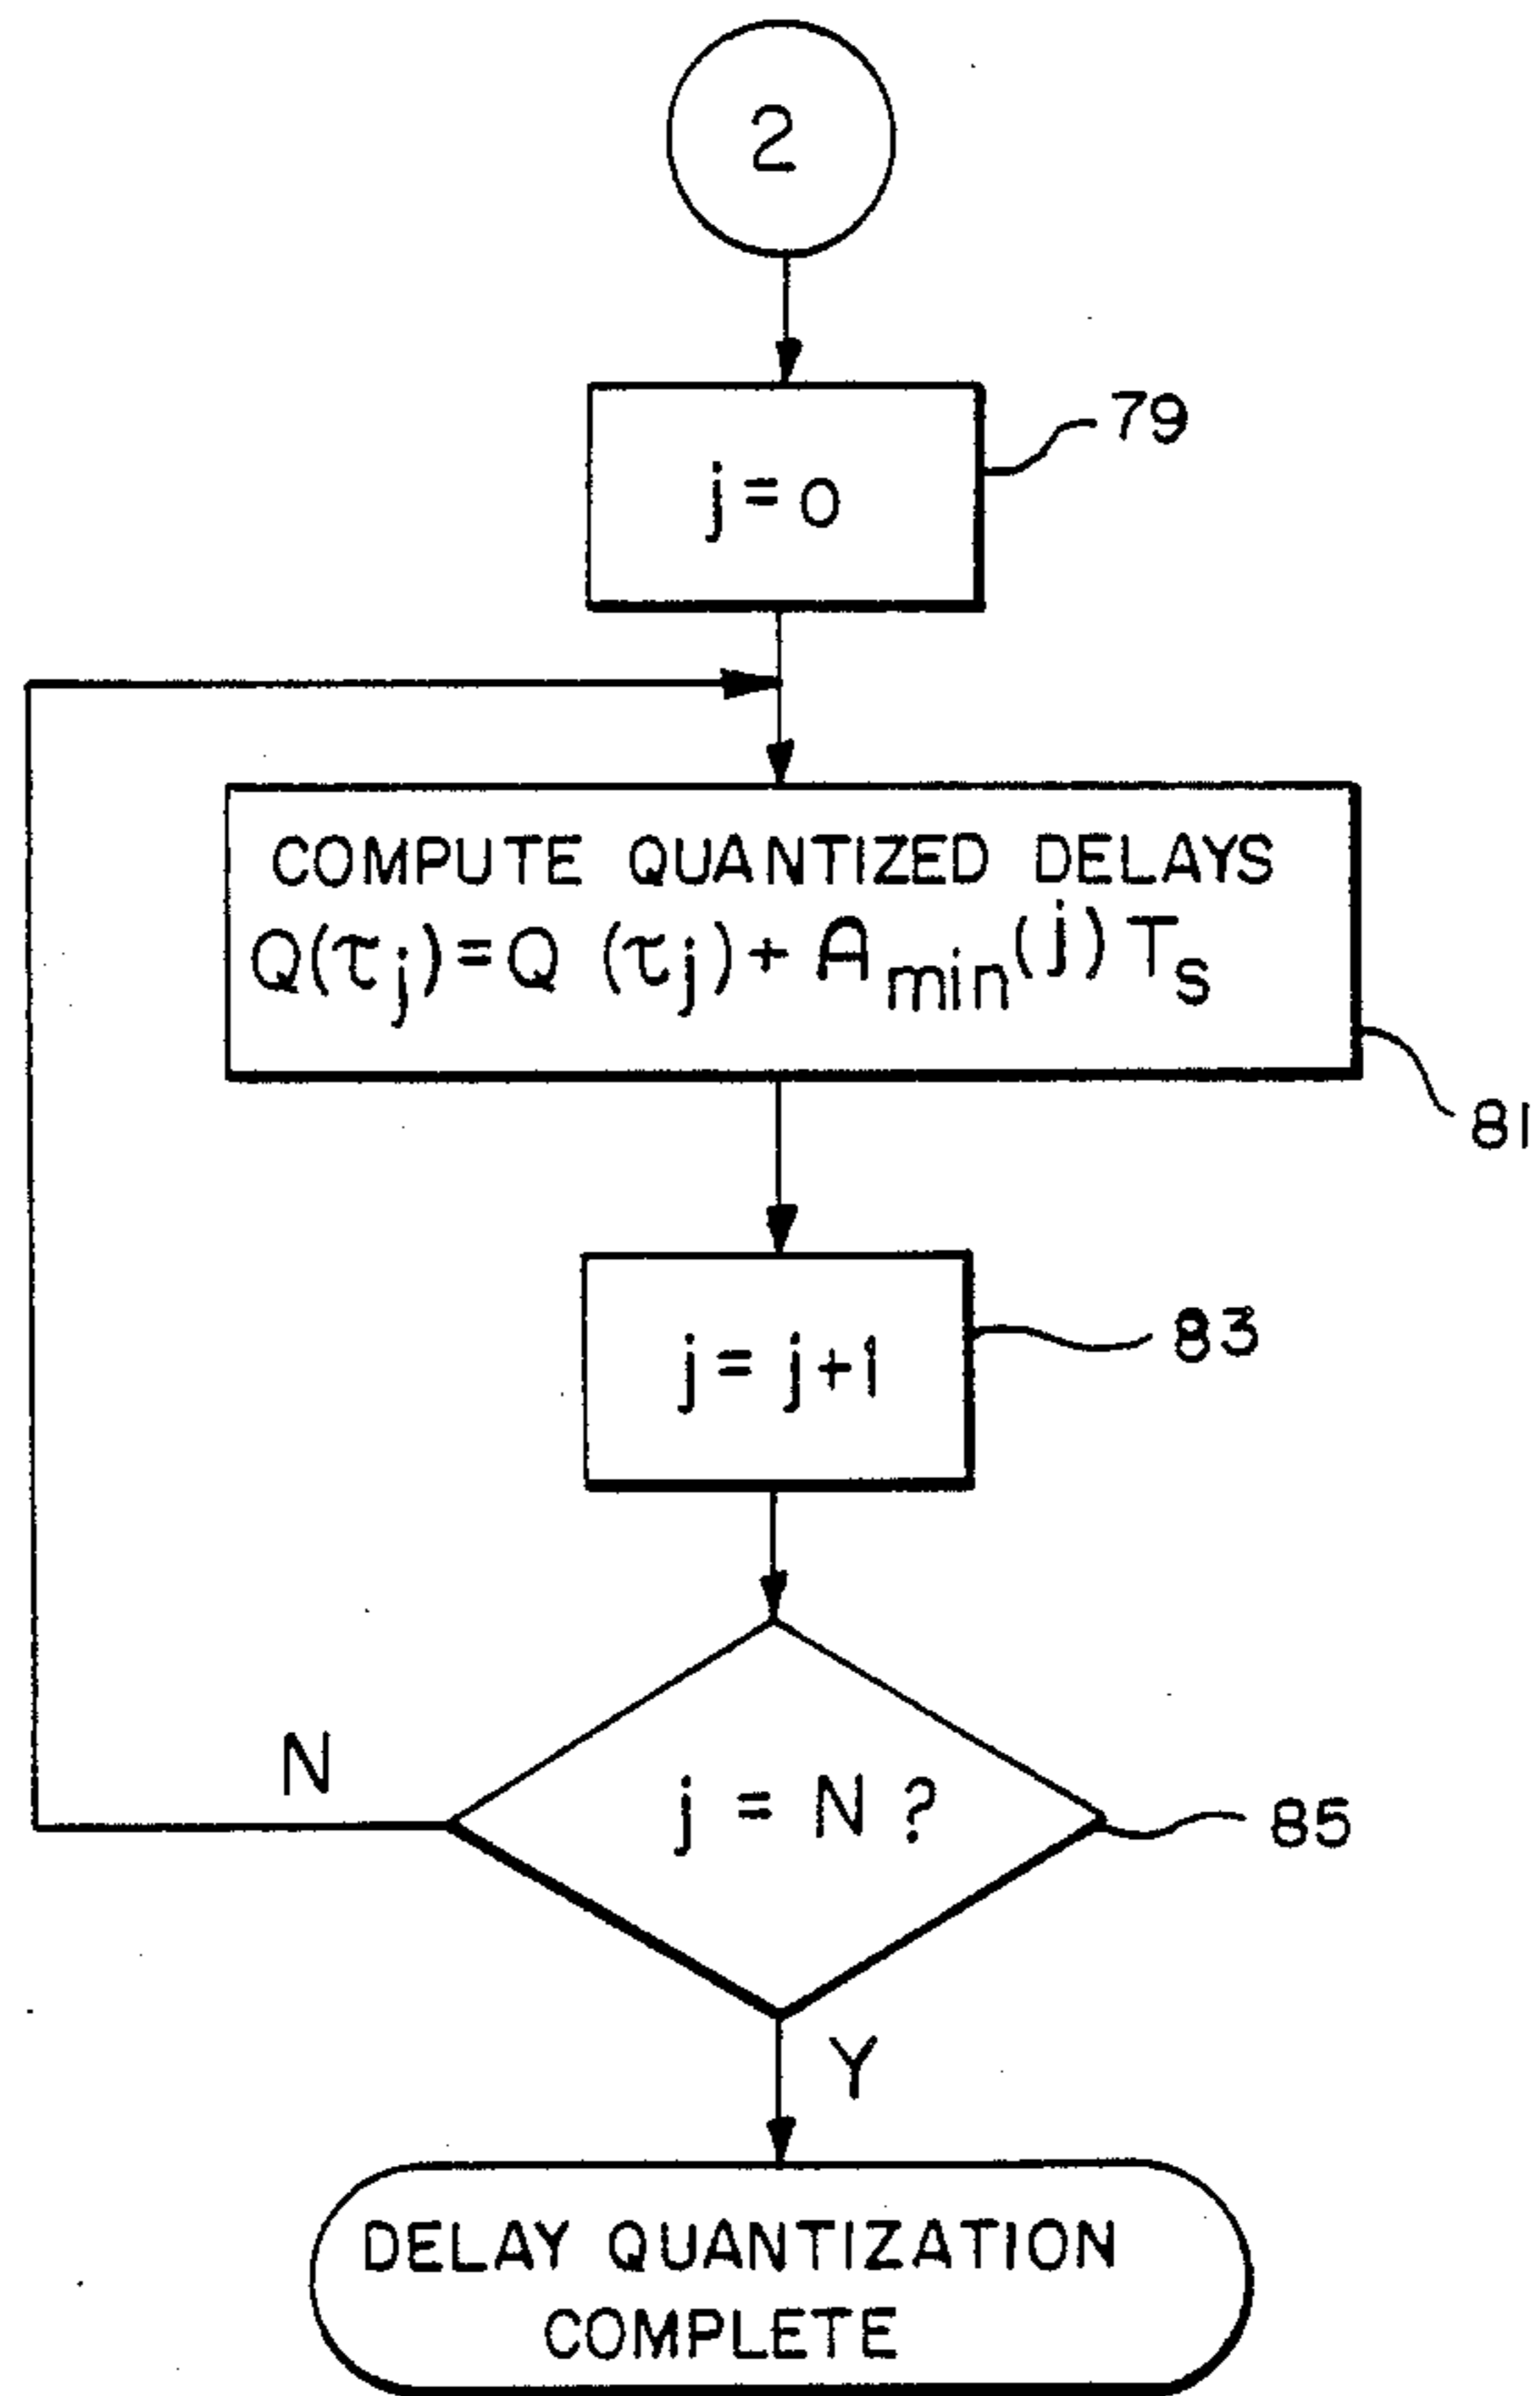 2
j = 0
79
COMPUTE QUANTIZED DELAYS
Q(τj) = Q (τj) + Amin(j) Ts
81
j = j+1
83
j = N ?
85
N
Y
DELAY QUANTIZATION
COMPLETE